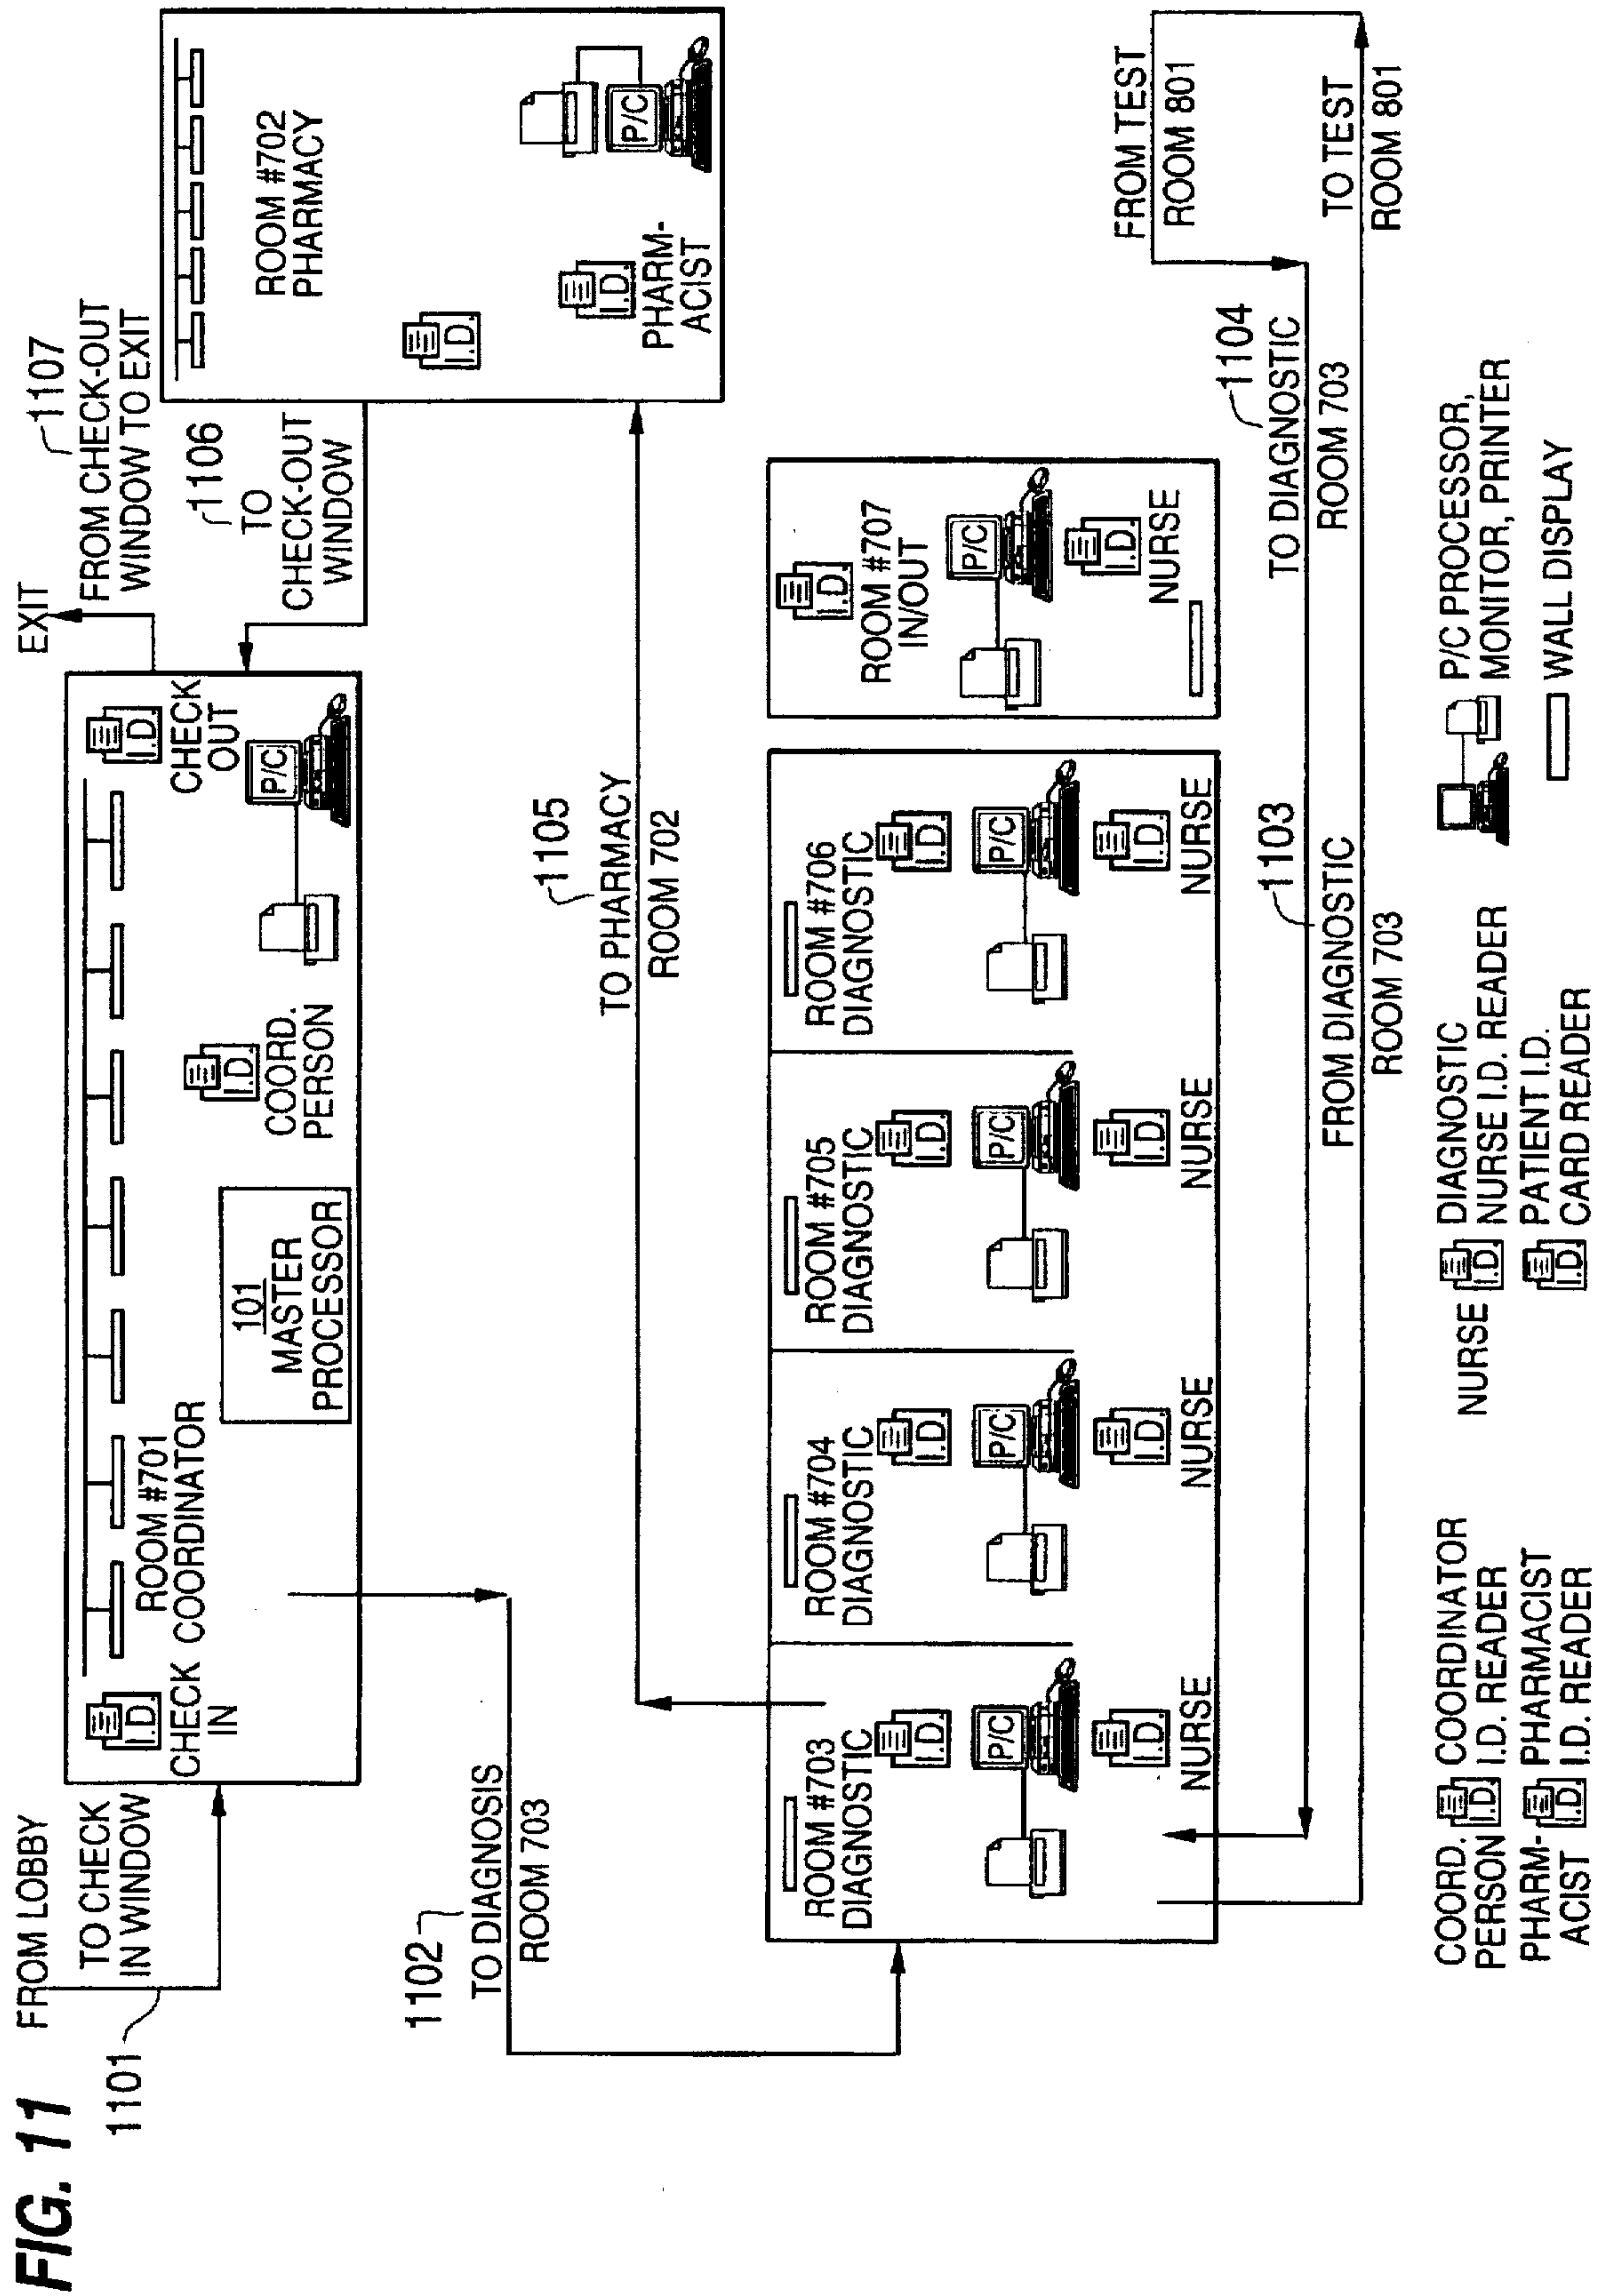 FIG. 11
FROM LOBBY
TO CHECK
IN WINDOW
1101
I.D.
CHECK
IN
ROOM #701
COORDINATOR
101
MASTER
PROCESSOR
I.D.
COORD.
PERSON
I.D.
CHECK
OUT
P/C
EXIT
1107
FROM CHECK-OUT
WINDOW TO EXIT
1106
TO
CHECK-OUT
WINDOW
ROOM #702
PHARMACY
I.D.
I.D.
PHARM-
ACIST
P/C
1102
TO DIAGNOSIS
ROOM 703
1105
TO PHARMACY
ROOM 702
ROOM #703
DIAGNOSTIC
I.D.
P/C
I.D.
NURSE
ROOM #704
DIAGNOSTIC
I.D.
P/C
I.D.
NURSE
ROOM #705
DIAGNOSTIC
I.D.
P/C
I.D.
NURSE
ROOM #706
DIAGNOSTIC
I.D.
P/C
I.D.
NURSE
I.D.
ROOM #707
IN/OUT
P/C
I.D.
NURSE
FROM TEST
ROOM 801
TO TEST
ROOM 801
1104
TO DIAGNOSTIC
ROOM 703
1103
FROM DIAGNOSTIC
ROOM 703
COORD. I.D. COORDINATOR
PERSON I.D. READER
PHARM- I.D. PHARMACIST
ACIST I.D. READER
NURSE I.D. DIAGNOSTIC
NURSE I.D. READER
I.D. PATIENT I.D.
CARD READER
P/C PROCESSOR,
MONITOR, PRINTER
WALL DISPLAY